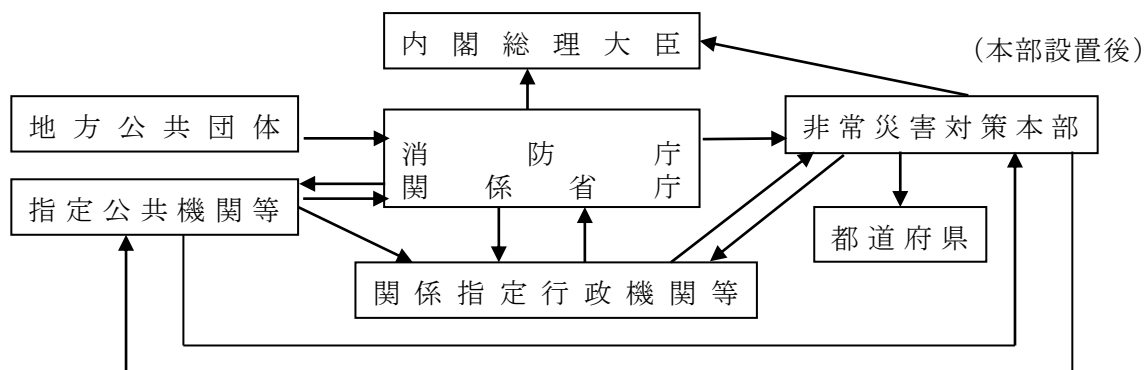 内閣総理大臣
（本部設置後）
地方公共団体
消防庁
関係省庁
非常災害対策本部
指定公共機関等
都道府県
関係指定行政機関等